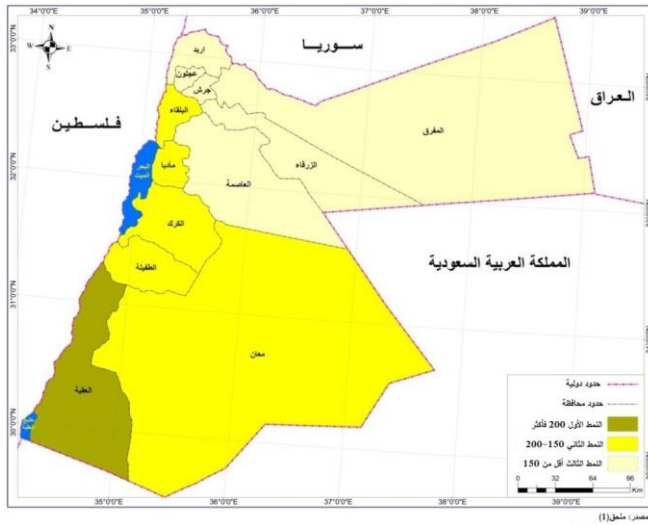 34°0'0"E 35°0'0"E 36°0'0"E 37°0'0"E 38°0'0"E 39°0'0"E
33°0'0"N
N
W E
S
سـوريـا
العراق
فـلـسـطـيـن
المملكة العربية السعودية
اربد
عجلون
جرش
المفرق
البلقاء
الزرقاء
العاصمة
مادبا
البحر
الميت
الكرك
الطفيلة
معان
العقبة
32°0'0"N
31°0'0"N
30°0'0"N
حدود دولية
حدود محافظة
النمط الأول 200 فأكثر
النمط الثاني 150-200
النمط الثالث أقل من 150
0 32 64 96
Km
35°0'0"E 36°0'0"E 37°0'0"E 38°0'0"E 39°0'0"E
مصدر: ملحق(1)